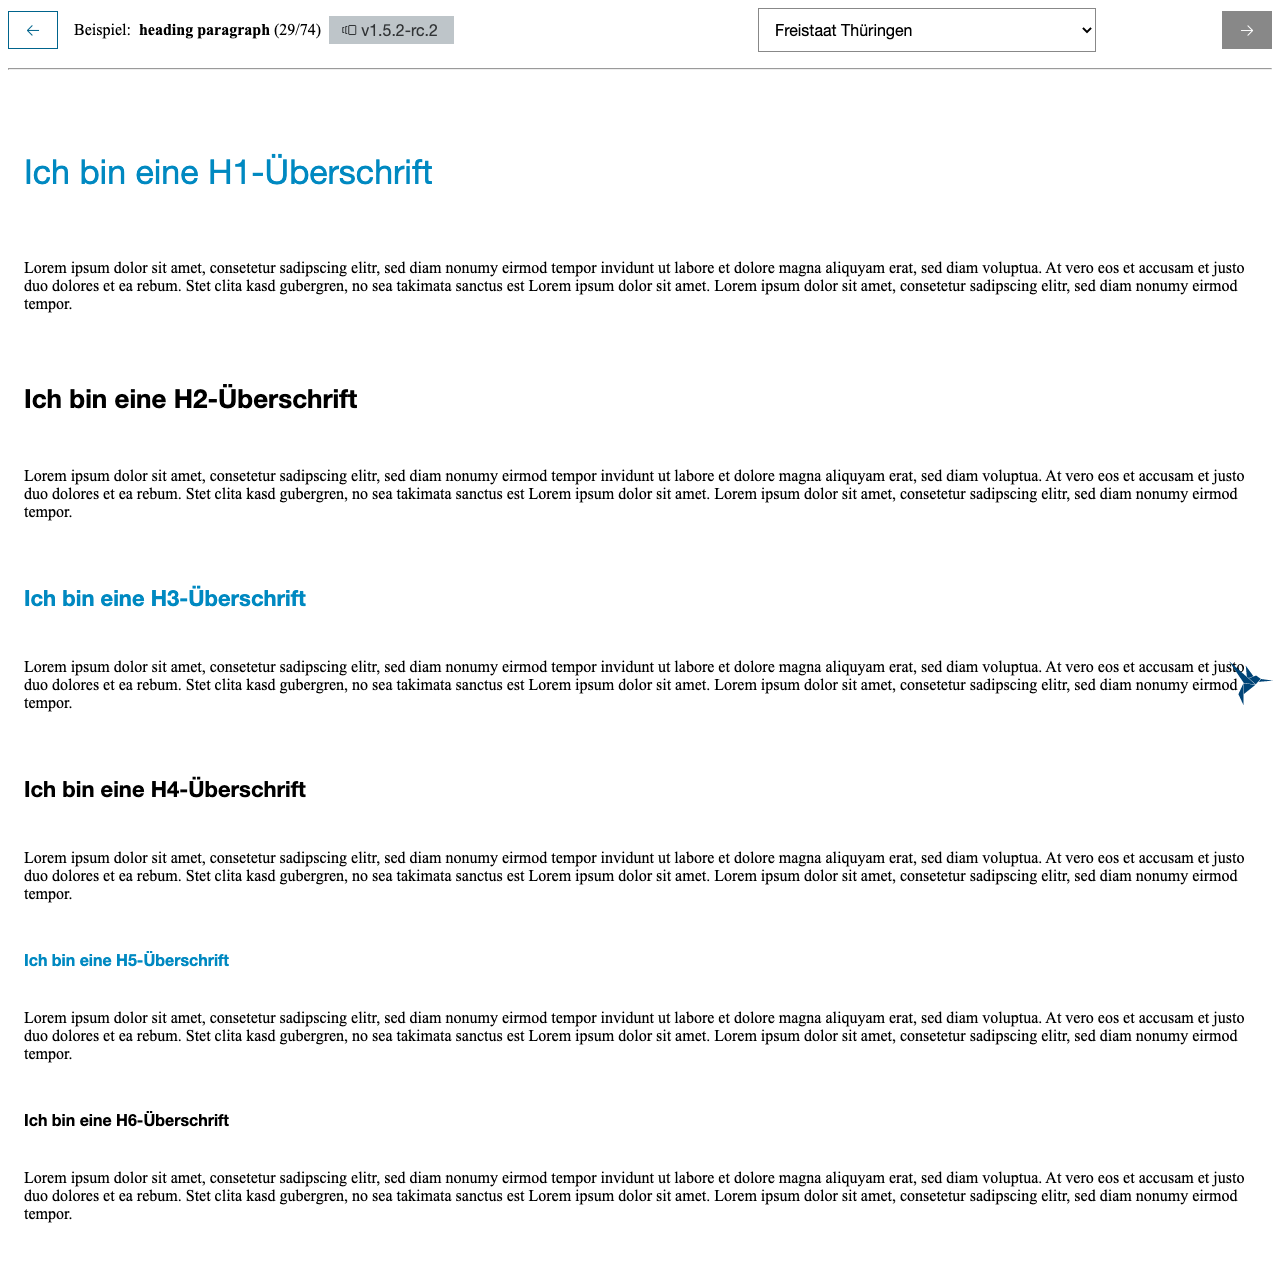 Beispiel: heading paragraph (29/74) v1.5.2-rc.2 Freistaat Thüringen
Ich bin eine H1-Überschrift
Lorem ipsum dolor sit amet, consetetur sadipscing elitr, sed diam nonumy eirmod tempor invidunt ut labore et dolore magna aliquyam erat, sed diam voluptua. At vero eos et accusam et justo
duo dolores et ea rebum. Stet clita kasd gubergren, no sea takimata sanctus est Lorem ipsum dolor sit amet. Lorem ipsum dolor sit amet, consetetur sadipscing elitr, sed diam nonumy eirmod
tempor.
Ich bin eine H2-Überschrift
Lorem ipsum dolor sit amet, consetetur sadipscing elitr, sed diam nonumy eirmod tempor invidunt ut labore et dolore magna aliquyam erat, sed diam voluptua. At vero eos et accusam et justo
duo dolores et ea rebum. Stet clita kasd gubergren, no sea takimata sanctus est Lorem ipsum dolor sit amet. Lorem ipsum dolor sit amet, consetetur sadipscing elitr, sed diam nonumy eirmod
tempor.
Ich bin eine H3-Überschrift
Lorem ipsum dolor sit amet, consetetur sadipscing elitr, sed diam nonumy eirmod tempor invidunt ut labore et dolore magna aliquyam erat, sed diam voluptua. At vero eos et accusam et justo
duo dolores et ea rebum. Stet clita kasd gubergren, no sea takimata sanctus est Lorem ipsum dolor sit amet. Lorem ipsum dolor sit amet, consetetur sadipscing elitr, sed diam nonumy eirmod
tempor.
Ich bin eine H4-Überschrift
Lorem ipsum dolor sit amet, consetetur sadipscing elitr, sed diam nonumy eirmod tempor invidunt ut labore et dolore magna aliquyam erat, sed diam voluptua. At vero eos et accusam et justo
duo dolores et ea rebum. Stet clita kasd gubergren, no sea takimata sanctus est Lorem ipsum dolor sit amet. Lorem ipsum dolor sit amet, consetetur sadipscing elitr, sed diam nonumy eirmod
tempor.
Ich bin eine H5-Überschrift
Lorem ipsum dolor sit amet, consetetur sadipscing elitr, sed diam nonumy eirmod tempor invidunt ut labore et dolore magna aliquyam erat, sed diam voluptua. At vero eos et accusam et justo
duo dolores et ea rebum. Stet clita kasd gubergren, no sea takimata sanctus est Lorem ipsum dolor sit amet. Lorem ipsum dolor sit amet, consetetur sadipscing elitr, sed diam nonumy eirmod
tempor.
Ich bin eine H6-Überschrift
Lorem ipsum dolor sit amet, consetetur sadipscing elitr, sed diam nonumy eirmod tempor invidunt ut labore et dolore magna aliquyam erat, sed diam voluptua. At vero eos et accusam et justo
duo dolores et ea rebum. Stet clita kasd gubergren, no sea takimata sanctus est Lorem ipsum dolor sit amet. Lorem ipsum dolor sit amet, consetetur sadipscing elitr, sed diam nonumy eirmod
tempor.